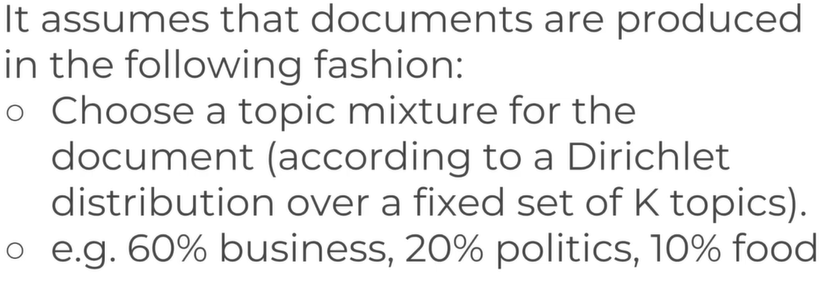 It assumes that documents are produced
in the following fashion:
○ Choose a topic mixture for the
document (according to a Dirichlet
distribution over a fixed set of K topics).
○ e.g. 60% business, 20% politics, 10% food